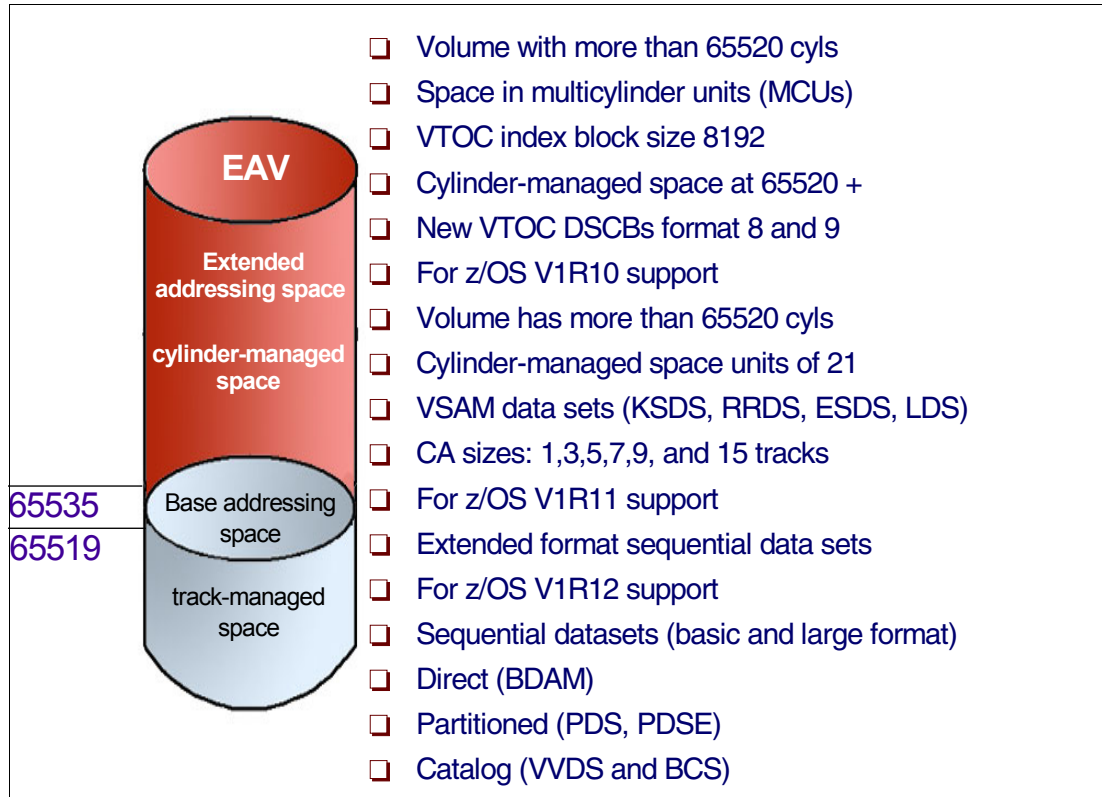 EAV
Extended
addressing space
cylinder-managed
space
65535
65519
Base addressing
space
track-managed
space
❑ Volume with more than 65520 cyls
❑ Space in multicylinder units (MCUs)
❑ VTOC index block size 8192
❑ Cylinder-managed space at 65520 +
❑ New VTOC DSCBs format 8 and 9
❑ For z/OS V1R10 support
❑ Volume has more than 65520 cyls
❑ Cylinder-managed space units of 21
❑ VSAM data sets (KSDS, RRDS, ESDS, LDS)
❑ CA sizes: 1,3,5,7,9, and 15 tracks
❑ For z/OS V1R11 support
❑ Extended format sequential data sets
❑ For z/OS V1R12 support
❑ Sequential datasets (basic and large format)
❑ Direct (BDAM)
❑ Partitioned (PDS, PDSE)
❑ Catalog (VVDS and BCS)